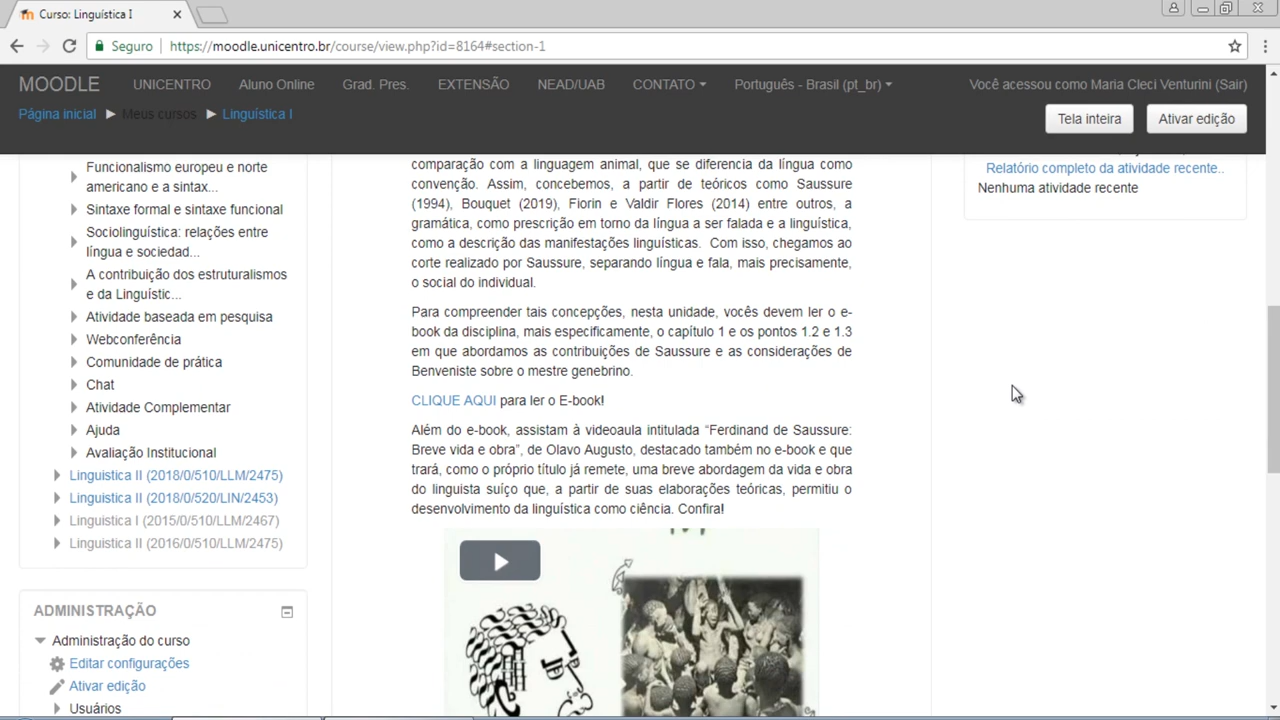 Curso: Linguística I
Seguro
https://moodle.unicentro.br/course/view.php?id=8164#section-1
MOODLE UNICENTRO Aluno Online Grad. Pres. EXTENSÃO NEAD/UAB CONTATO Português - Brasil (pt_br) Você acessou como Maria Cleci Venturini (Sair)
Página inicial Meus cursos Linguística I
Tela inteira Ativar edição
Funcionalismo europeu e norte
americano e a sintax...
Sintaxe formal e sintaxe funcional
Sociolinguística: relações entre
língua e sociedad...
A contribuição dos estruturalismos
e da Linguístic...
Atividade baseada em pesquisa
Webconferência
Comunidade de prática
Chat
Atividade Complementar
Ajuda
Avaliação Institucional
Linguistica II (2018/0/510/LLM/2475)
Linguistica II (2018/0/520/LIN/2453)
Linguistica I (2015/0/510/LLM/2467)
Linguistica II (2016/0/510/LLM/2475)
ADMINISTRAÇÃO
Administração do curso
Editar configurações
Ativar edição
Usuários
comparação com a linguagem animal, que se diferencia da língua como
convenção. Assim, concebemos, a partir de teóricos como Saussure
(1994), Bouquet (2019), Fiorin e Valdir Flores (2014) entre outros, a
gramática, como prescrição em torno da língua a ser falada e a linguística,
como a descrição das manifestações linguísticas. Com isso, chegamos ao
corte realizado por Saussure, separando língua e fala, mais precisamente,
o social do individual.
Para compreender tais concepções, nesta unidade, vocês devem ler o e-
book da disciplina, mais especificamente, o capítulo 1 e os pontos 1.2 e 1.3
em que abordamos as contribuições de Saussure e as considerações de
Benveniste sobre o mestre genebrino.
CLIQUE AQUI para ler o E-book!
Além do e-book, assistam à videoaula intitulada “Ferdinand de Saussure:
Breve vida e obra”, de Olavo Augusto, destacado também no e-book e que
trará, como o próprio título já remete, uma breve abordagem da vida e obra
do linguista suíço que, a partir de suas elaborações teóricas, permitiu o
desenvolvimento da linguística como ciência. Confira!
Relatório completo da atividade recente..
Nenhuma atividade recente